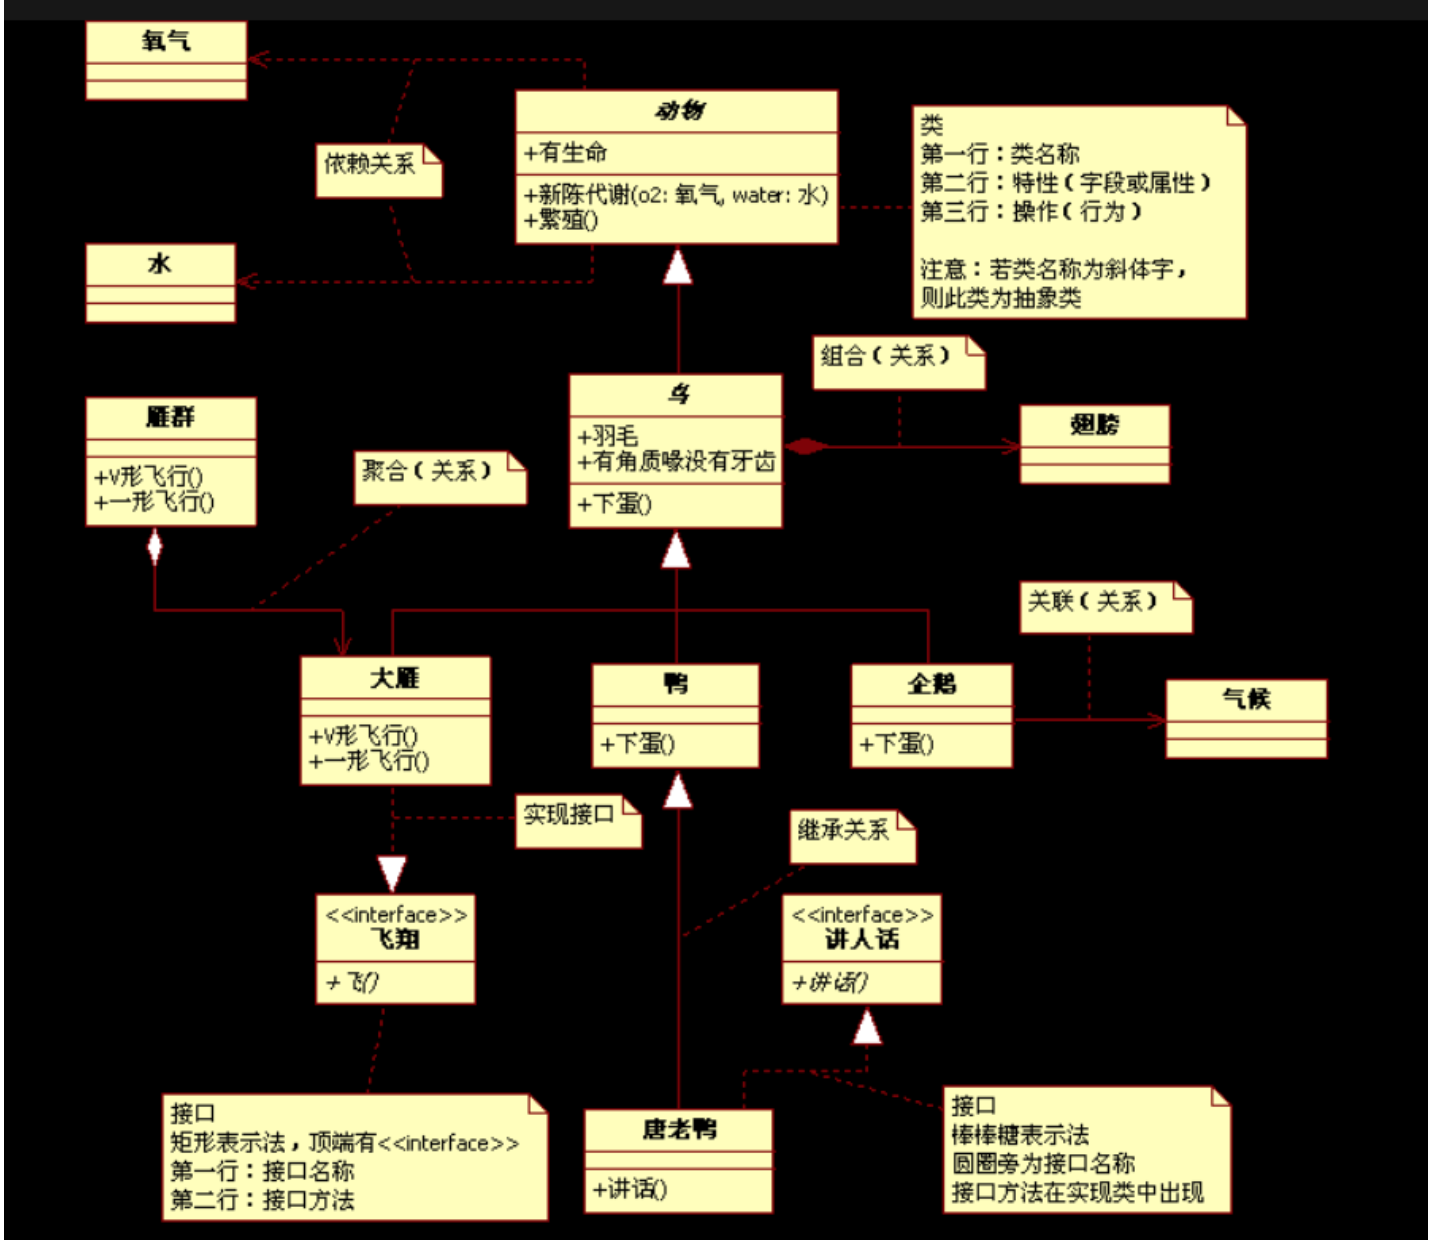 氧气
动物
+有生命
+新陈代谢(o2: 氧气, water: 水)
+繁殖()
类
第一行：类名称
第二行：特性（字段或属性）
第三行：操作（行为）
注意：若类名称为斜体字，
则此类为抽象类
依赖关系
水
组合（关系）
鸟
+羽毛
+有角质喙没有牙齿
+下蛋()
翅膀
雁群
+V形飞行()
+一形飞行()
聚合（关系）
关联（关系）
大雁
+V形飞行()
+一形飞行()
鸭
+下蛋()
企鹅
+下蛋()
气候
实现接口
继承关系
<<interface>>
飞翔
+飞()
<<interface>>
讲人话
+讲话()
接口
矩形表示法，顶端有<<interface>>
第一行：接口名称
第二行：接口方法
唐老鸭
+讲话()
接口
棒棒糖表示法
圆圈旁为接口名称
接口方法在实现类中出现